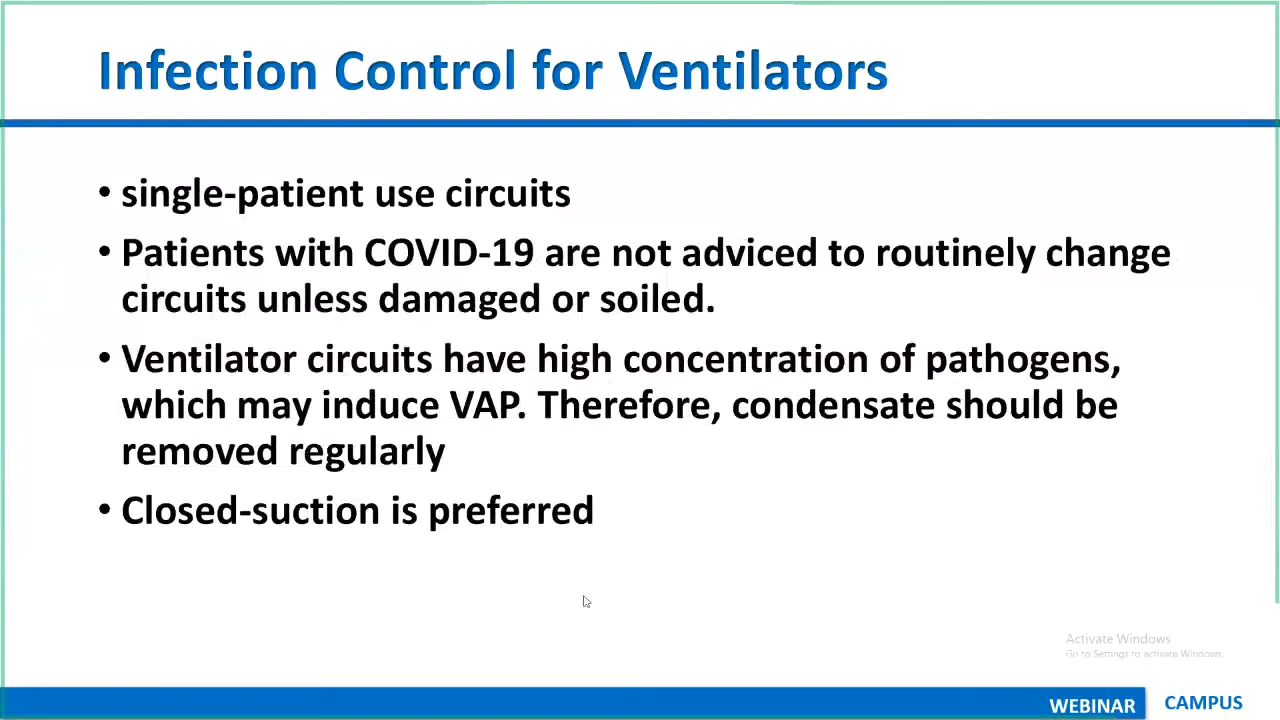 Infection Control for Ventilators
• single-patient use circuits
• Patients with COVID-19 are not adviced to routinely change
circuits unless damaged or soiled.
• Ventilator circuits have high concentration of pathogens,
which may induce VAP. Therefore, condensate should be
removed regularly
• Closed-suction is preferred
Activate Windows
Go to Settings to activate Windows.
WEBINAR CAMPUS